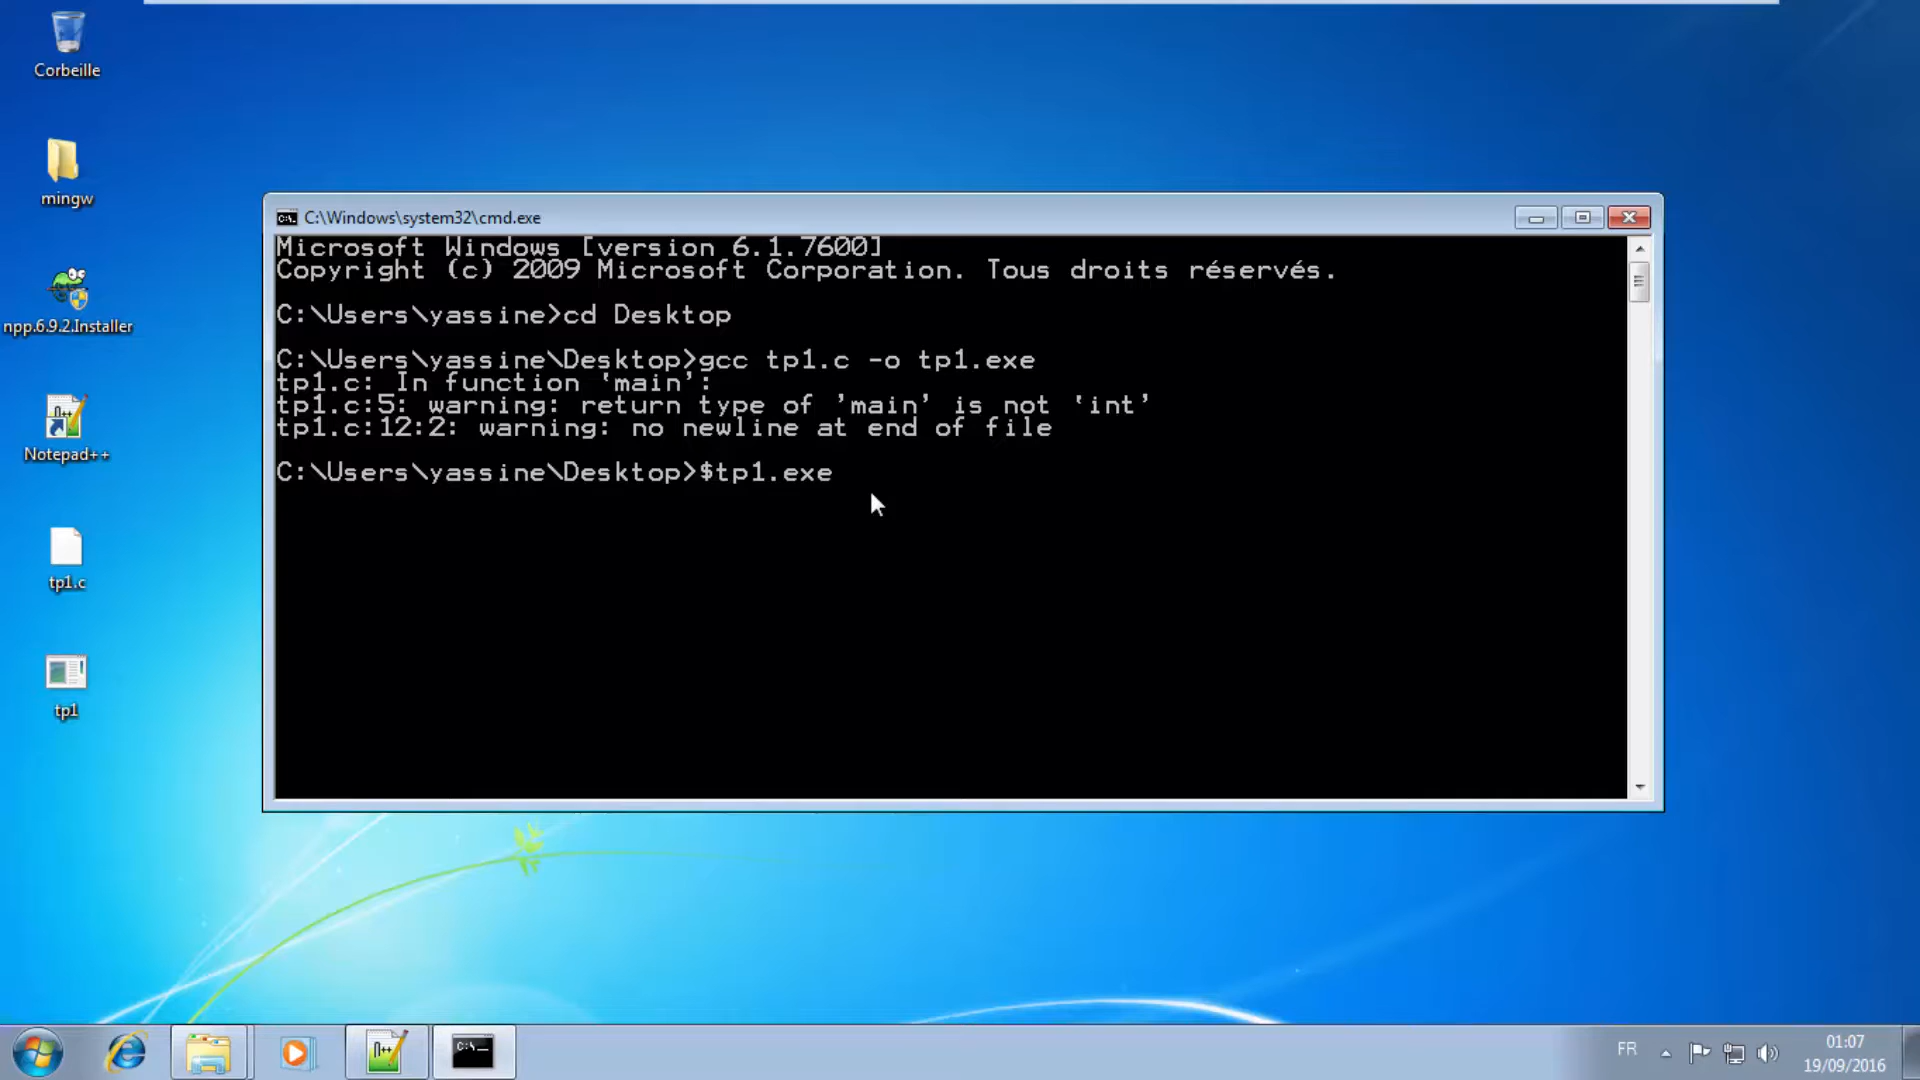 Corbeille
mingw
npp.6.9.2.Installer
Notepad++
tp1.c
tp1
C:\Windows\system32\cmd.exe
Microsoft Windows [version 6.1.7600]
Copyright (c) 2009 Microsoft Corporation. Tous droits réservés.
C:\Users\yassine>cd Desktop
C:\Users\yassine\Desktop>gcc tp1.c -o tp1.exe
tp1.c: In function ‛main’:
tp1.c:5: warning: return type of ’main’ is not ‛int’
tp1.c:12:2: warning: no newline at end of file
C:\Users\yassine\Desktop>$tp1.exe
FR
01:07
19/09/2016